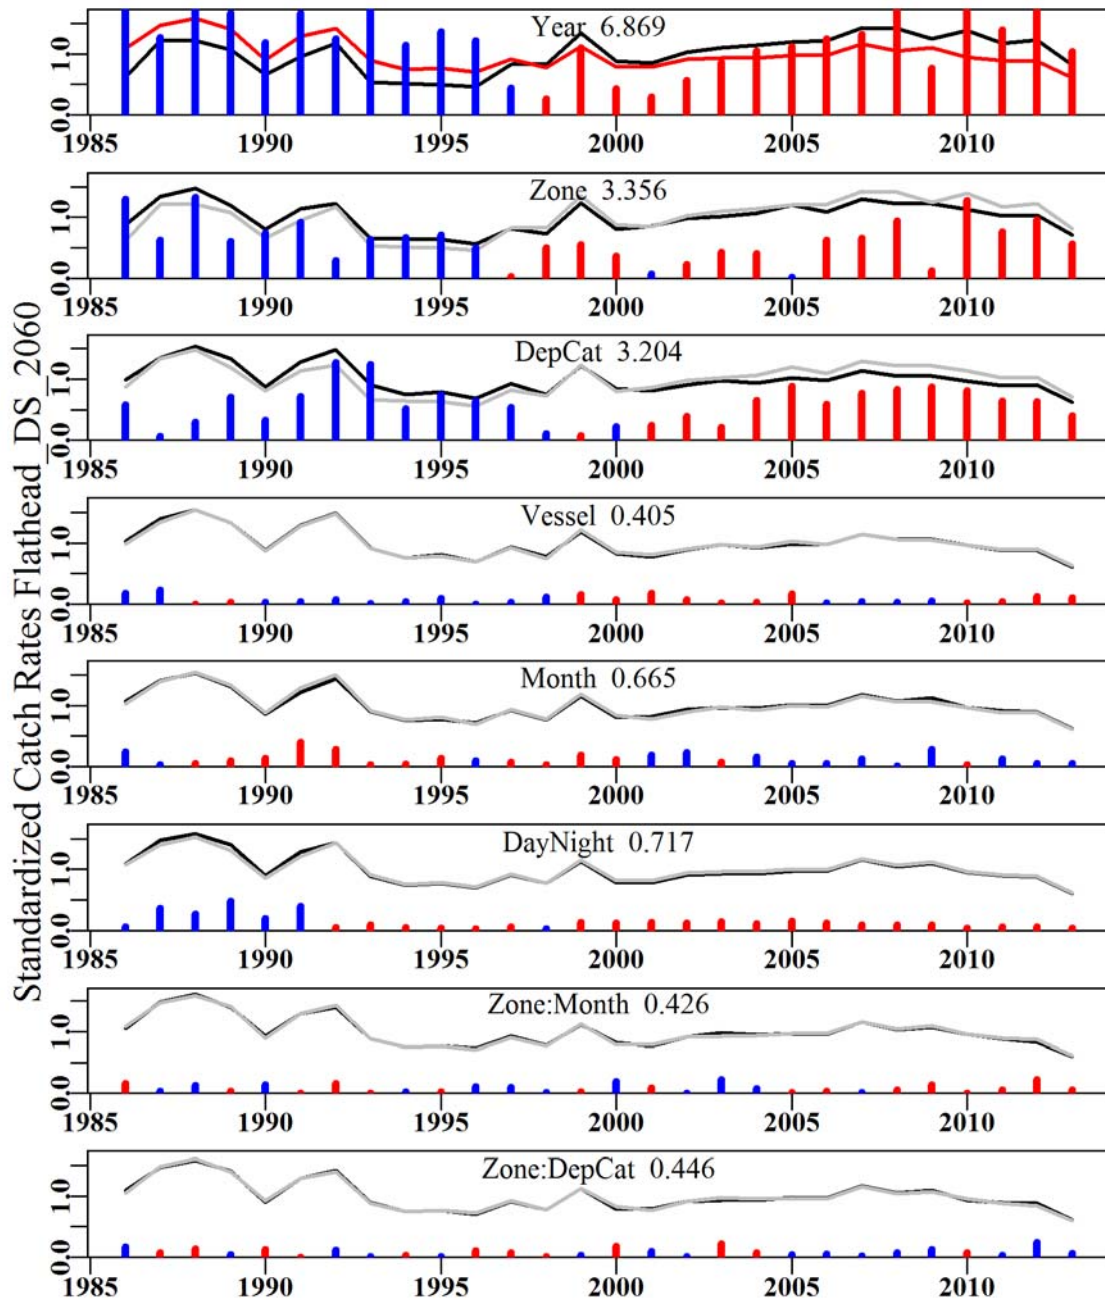 Standardized Catch Rates Flathead_DS_2060
Year 6.869
0.0 1.0
1985 1990 1995 2000 2005 2010
Zone 3.356
0.0 1.0
1985 1990 1995 2000 2005 2010
DepCat 3.204
0.0 1.0
1985 1990 1995 2000 2005 2010
Vessel 0.405
0.0 1.0
1985 1990 1995 2000 2005 2010
Month 0.665
0.0 1.0
1985 1990 1995 2000 2005 2010
DayNight 0.717
0.0 1.0
1985 1990 1995 2000 2005 2010
Zone:Month 0.426
0.0 1.0
1985 1990 1995 2000 2005 2010
Zone:DepCat 0.446
0.0 1.0
1985 1990 1995 2000 2005 2010